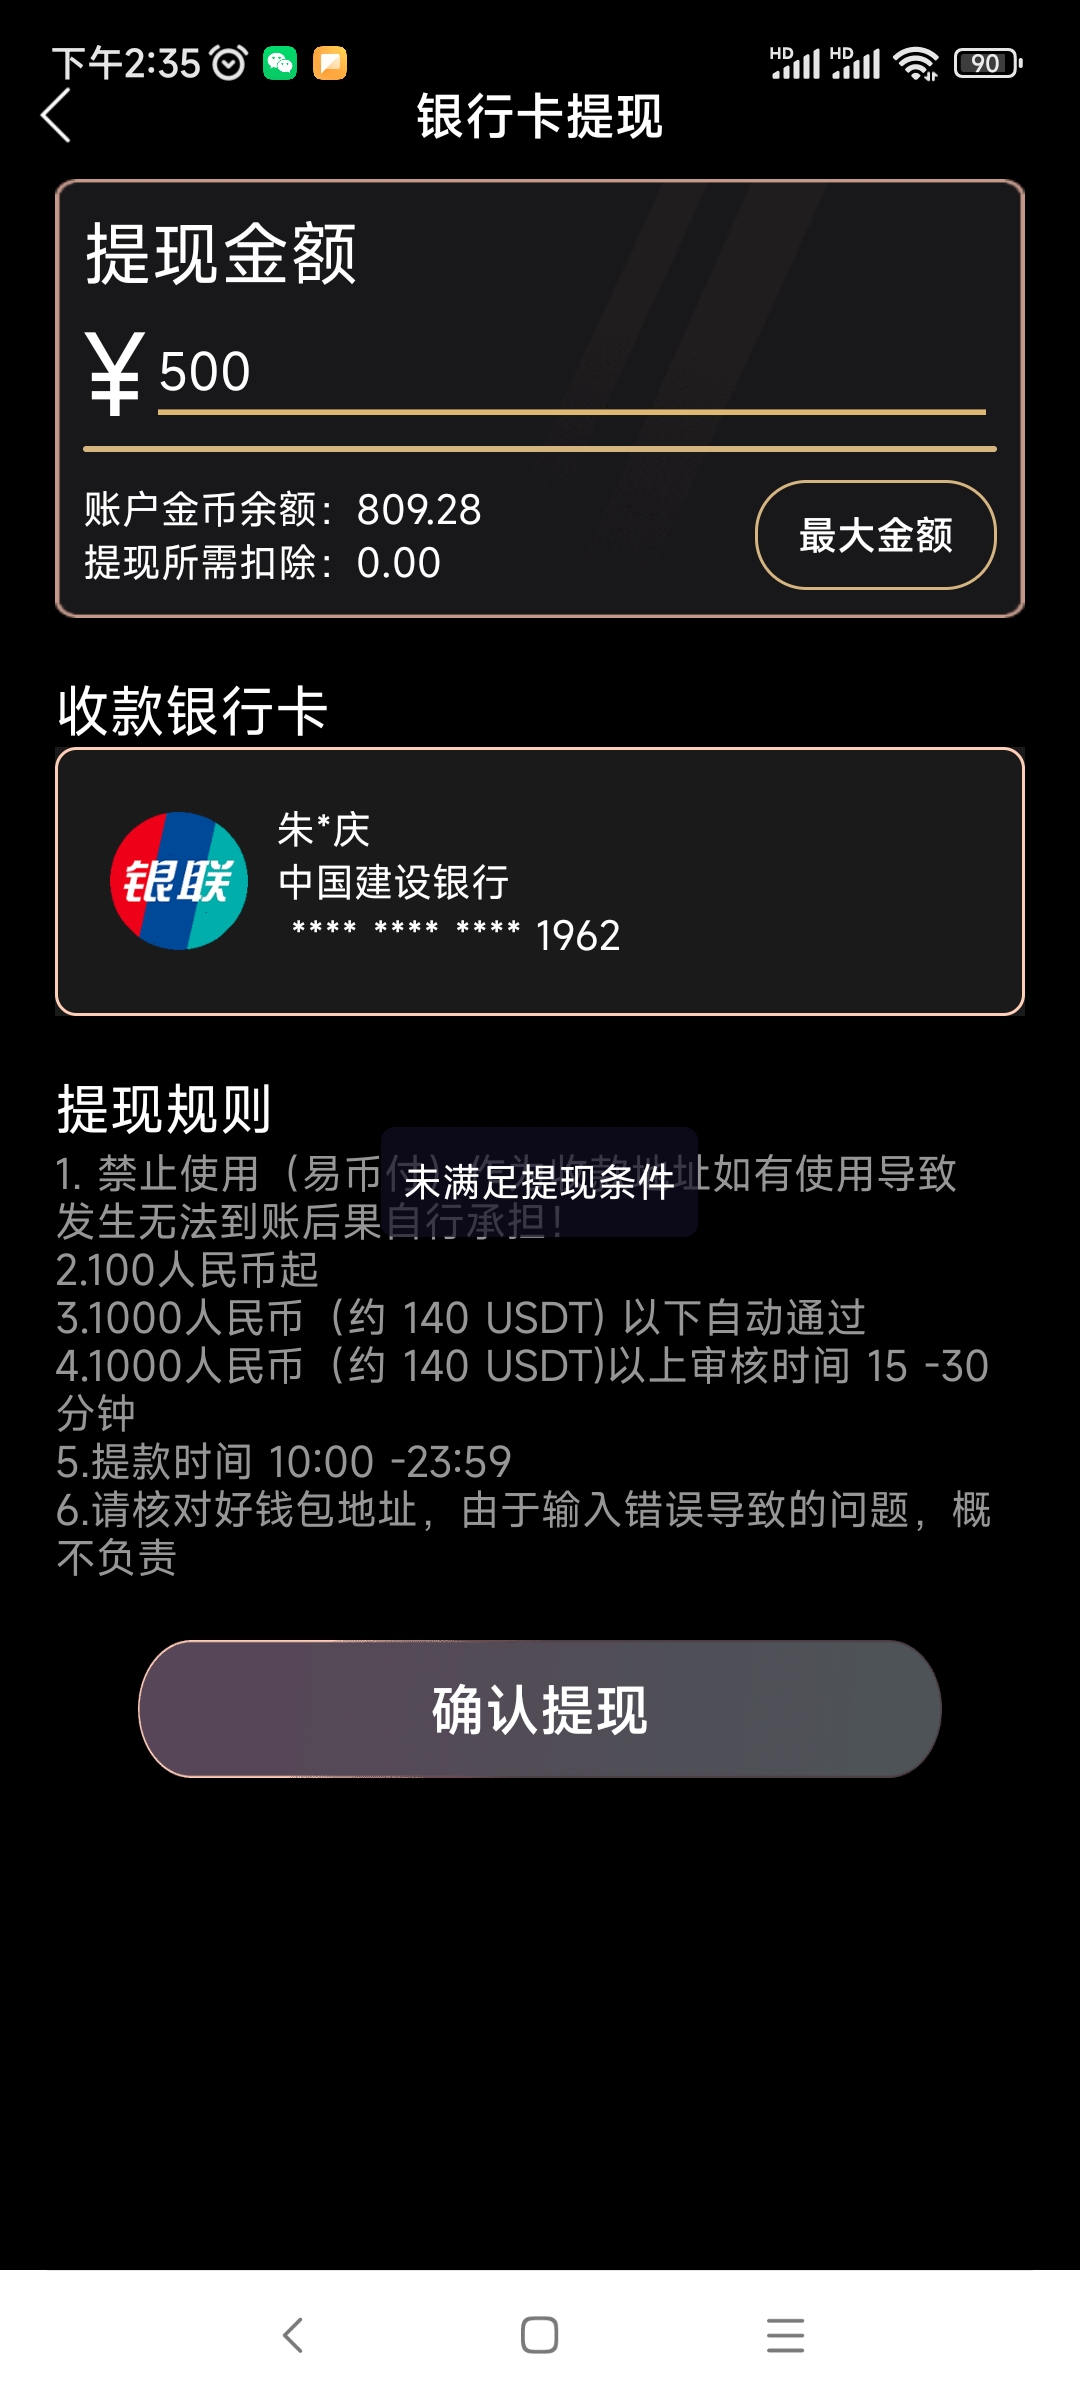 下午2:35
HD HD 90
银行卡提现
提现金额
¥ 500
账户金币余额：809.28
提现所需扣除：0.00
最大金额
收款银行卡
银联
朱*庆
中国建设银行
**** **** **** 1962
提现规则
1. 禁止使用（易币付）作为收款地址如有使用导致
未满足提现条件
发生无法到账后果自行承担！
2.100人民币起
3.1000人民币（约 140 USDT) 以下自动通过
4.1000人民币（约 140 USDT)以上审核时间 15 -30
分钟
5.提款时间 10:00 -23:59
6.请核对好钱包地址，由于输入错误导致的问题，概
不负责
确认提现